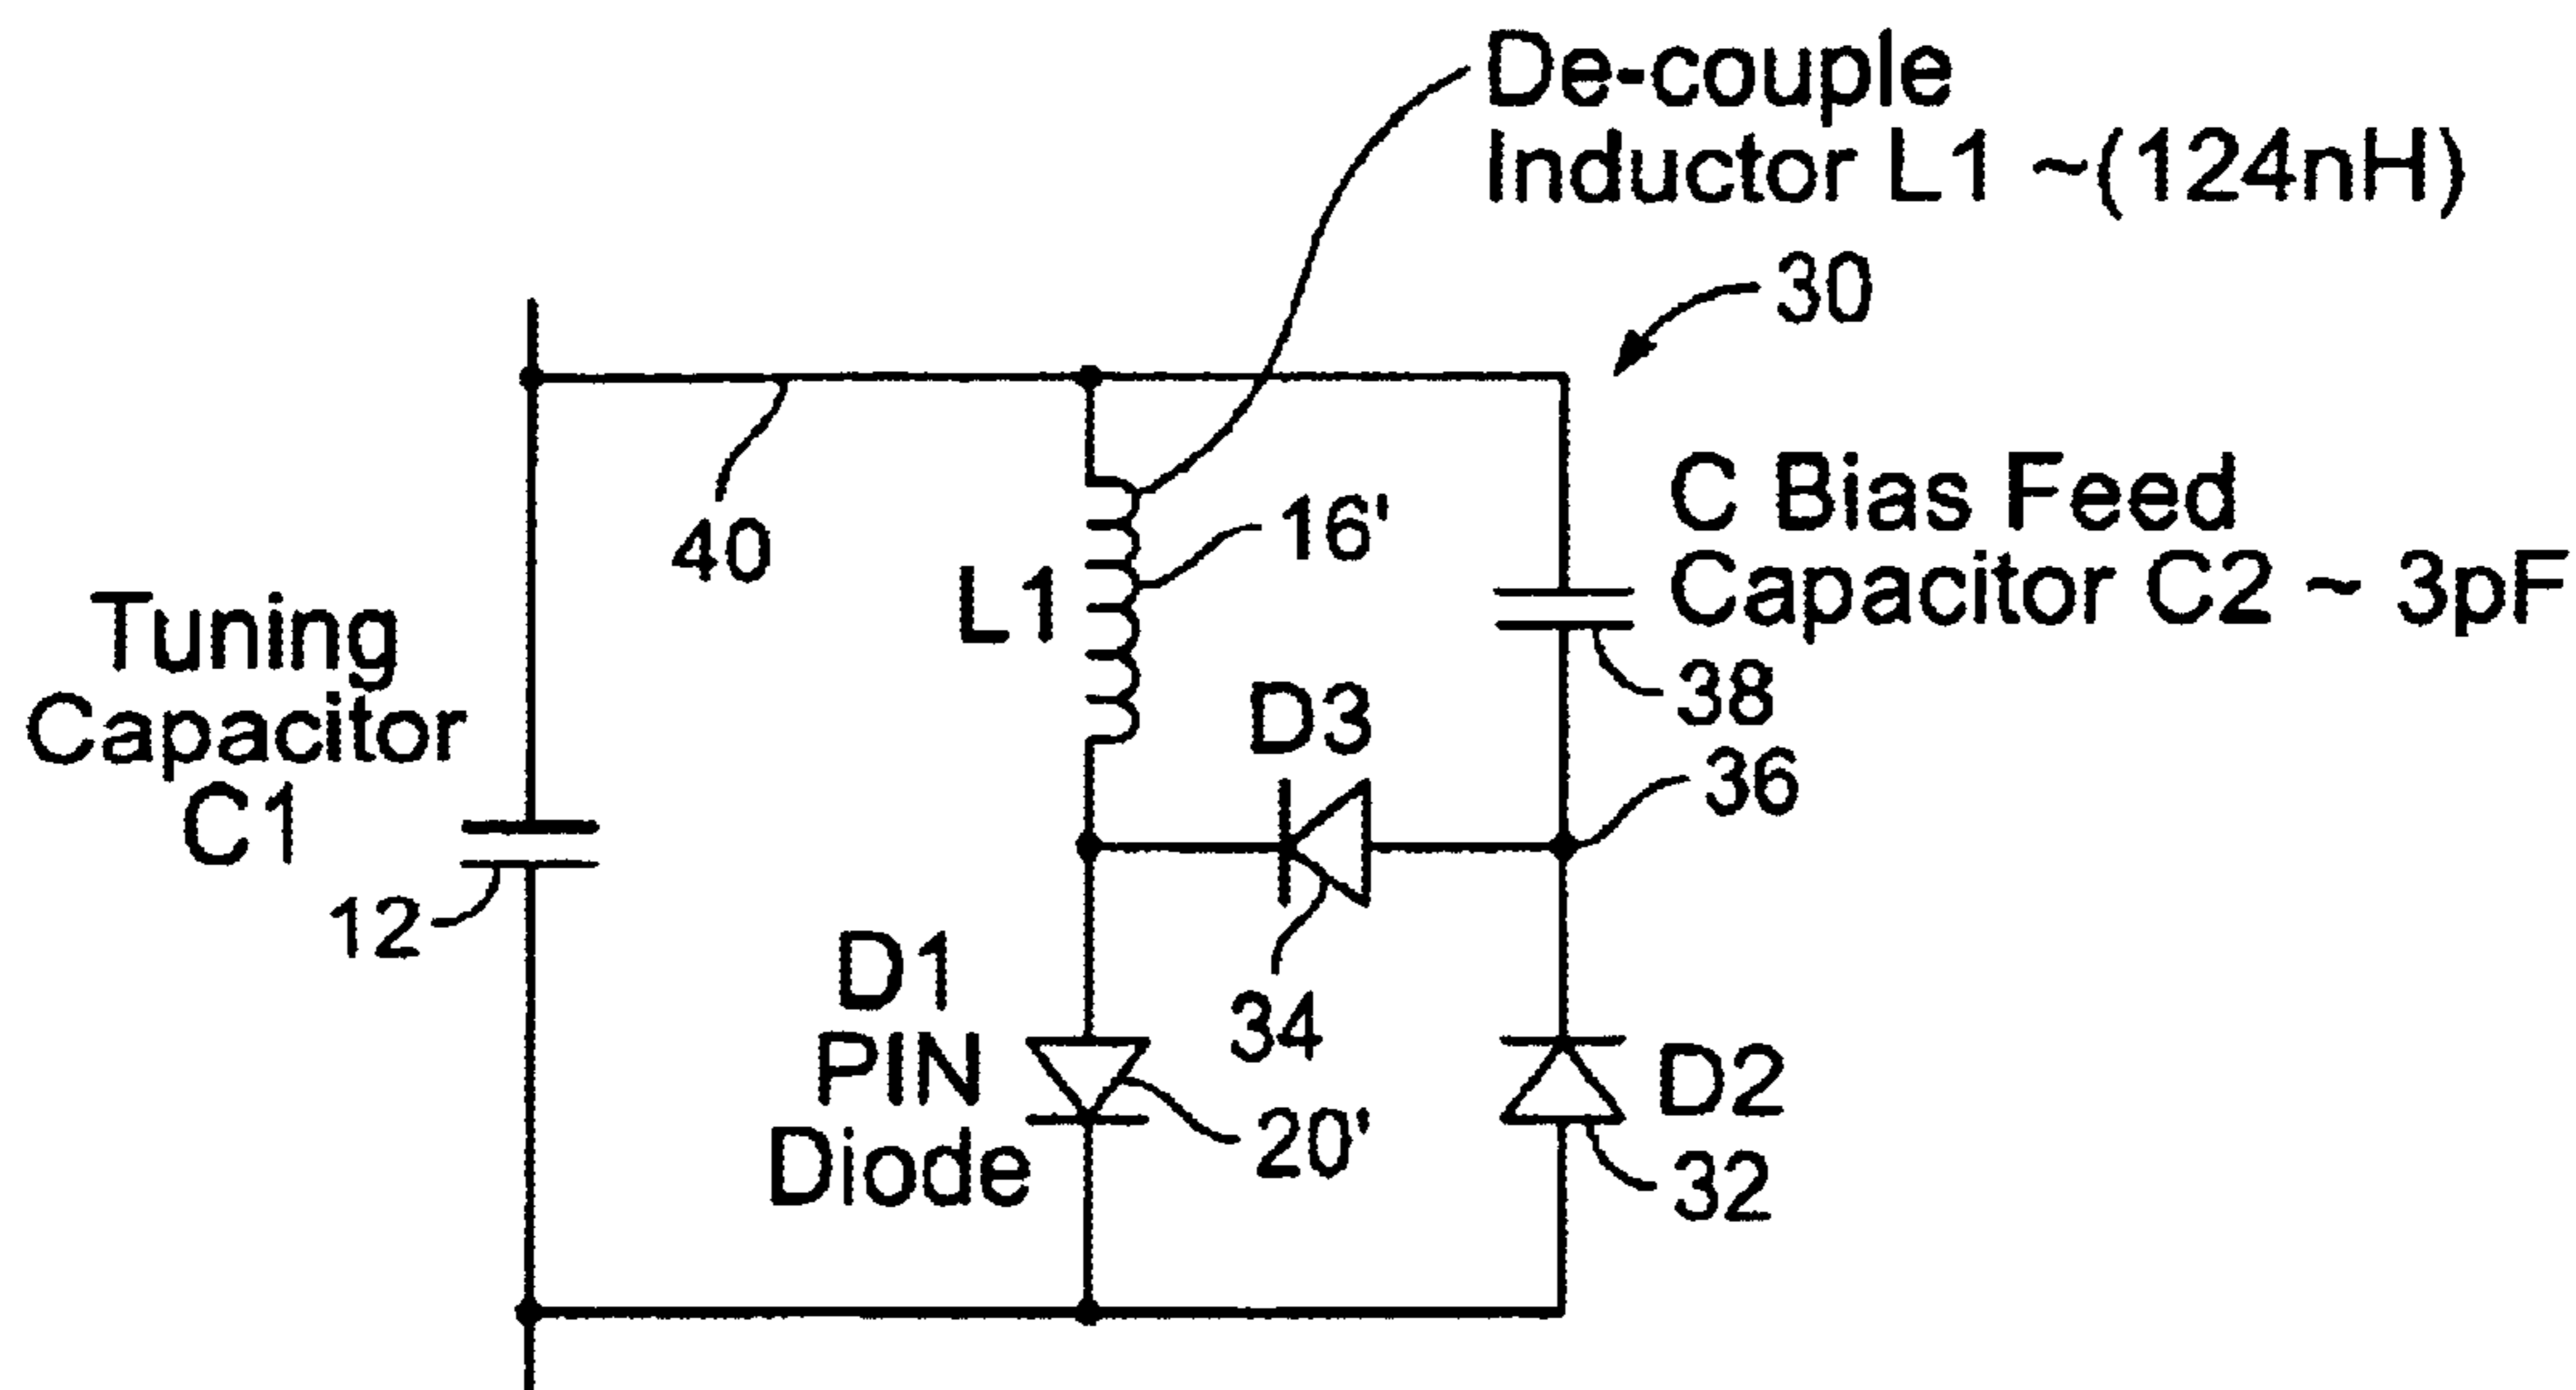 De-couple
Inductor L1 ~(124nH)
30
40
L1
16'
C Bias Feed
Capacitor C2 ~ 3pF
38
Tuning
Capacitor
C1
12
D3
36
34
D1
PIN
Diode
20'
D2
32